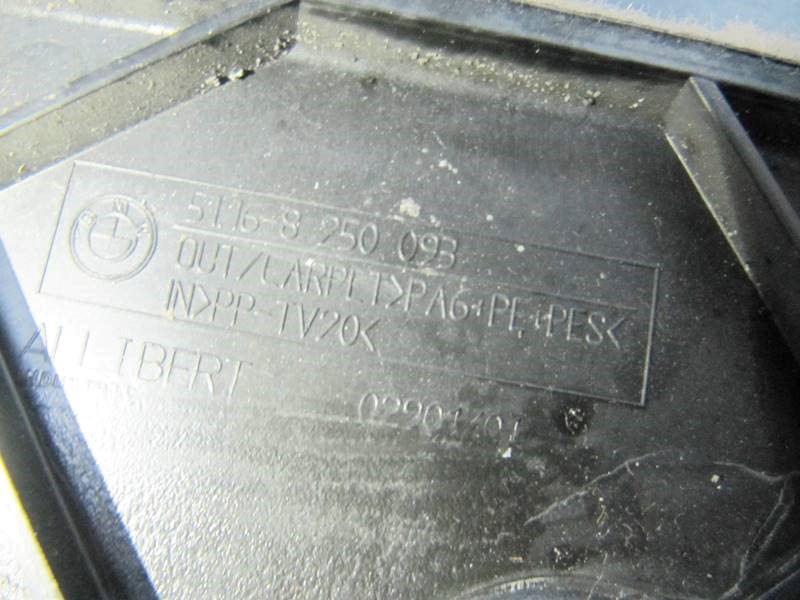 BMW
5116-8 250 093
OUT/CARPET>PA6+PE+PES<
IN>PP-TV20<
ALLIBERT